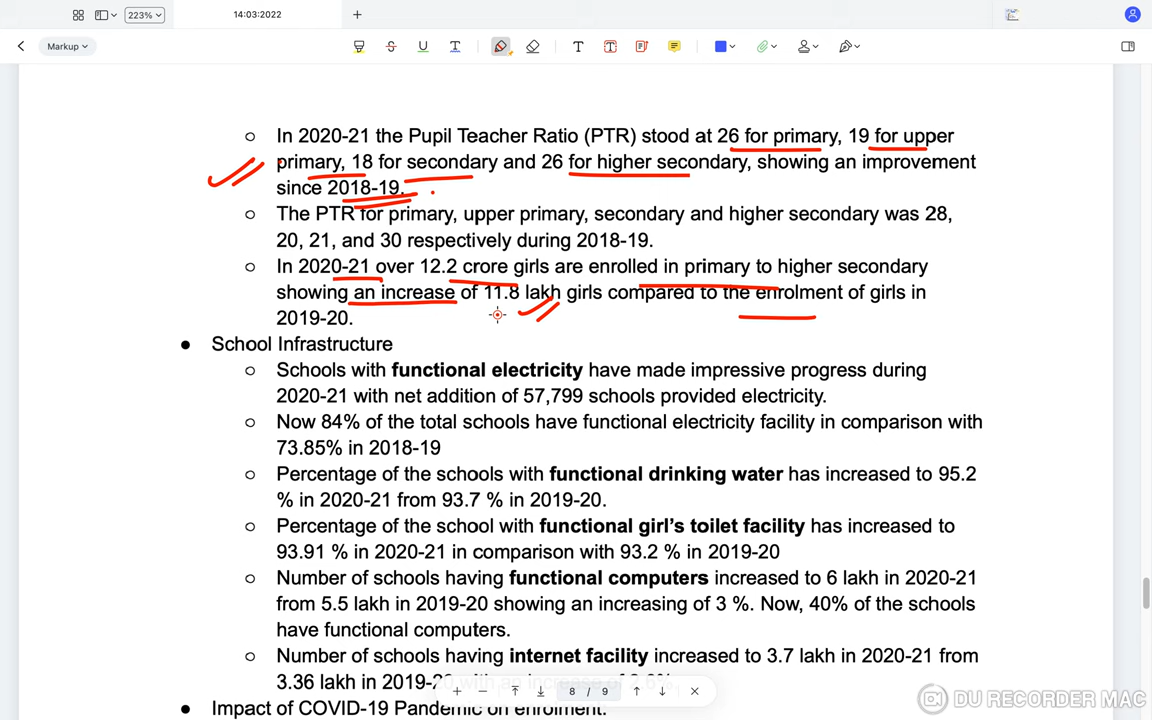 223%
14:03:2022
Markup
In 2020-21 the Pupil Teacher Ratio (PTR) stood at 26 for primary, 19 for upper
primary, 18 for secondary and 26 for higher secondary, showing an improvement
since 2018-19.
The PTR for primary, upper primary, secondary and higher secondary was 28,
20, 21, and 30 respectively during 2018-19.
In 2020-21 over 12.2 crore girls are enrolled in primary to higher secondary
showing an increase of 11.8 lakh girls compared to the enrolment of girls in
2019-20.
School Infrastructure
Schools with functional electricity have made impressive progress during
2020-21 with net addition of 57,799 schools provided electricity.
Now 84% of the total schools have functional electricity facility in comparison with
73.85% in 2018-19
Percentage of the schools with functional drinking water has increased to 95.2
% in 2020-21 from 93.7 % in 2019-20.
Percentage of the school with functional girl's toilet facility has increased to
93.91 % in 2020-21 in comparison with 93.2 % in 2019-20
Number of schools having functional computers increased to 6 lakh in 2020-21
from 5.5 lakh in 2019-20 showing an increasing of 3 %. Now, 40% of the schools
have functional computers.
Number of schools having internet facility increased to 3.7 lakh in 2020-21 from
3.36 lakh in 2019-20 with an increase of 2.6%.
8 / 9
Impact of COVID-19 Pandemic on enrolment:
DU RECORDER MAC